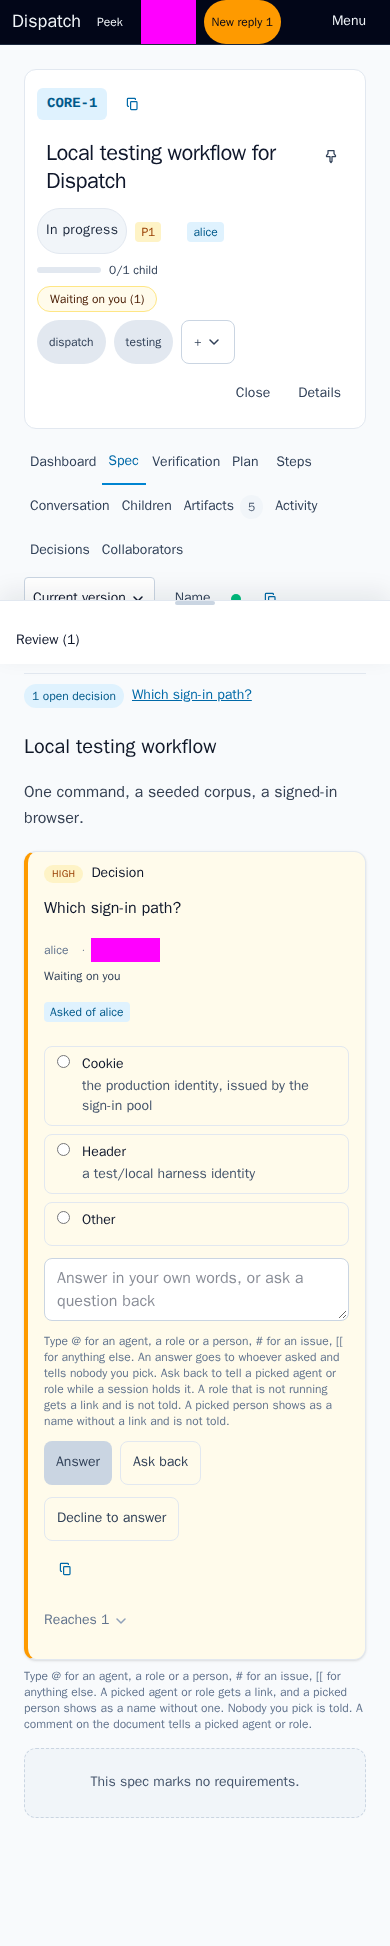 Dispatch Peek New reply 1 Menu
CORE-1
Local testing workflow for
Dispatch
In progress P1 alice
0/1 child
Waiting on you (1)
dispatch testing +
Close Details
Dashboard Spec Verification Plan Steps
Conversation Children Artifacts 5 Activity
Decisions Collaborators
Current version Name
Review (1)
1 open decision Which sign-in path?
Local testing workflow
One command, a seeded corpus, a signed-in
browser.
HIGH Decision
Which sign-in path?
alice ·
Waiting on you
Asked of alice
Cookie
the production identity, issued by the
sign-in pool
Header
a test/local harness identity
Other
Answer in your own words, or ask a
question back
Type @ for an agent, a role or a person, # for an issue, [[
for anything else. An answer goes to whoever asked and
tells nobody you pick. Ask back to tell a picked agent or
role while a session holds it. A role that is not running
gets a link and is not told. A picked person shows as a
name without a link and is not told.
Answer Ask back
Decline to answer
Reaches 1
Type @ for an agent, a role or a person, # for an issue, [[ for
anything else. A picked agent or role gets a link, and a picked
person shows as a name without one. Nobody you pick is told. A
comment on the document tells a picked agent or role.
This spec marks no requirements.